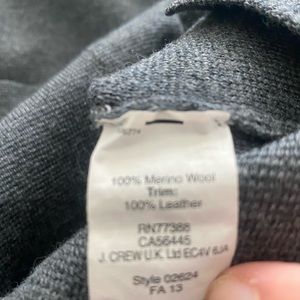 100% Merino Wool
Trim:
100% Leather
RN77388
CA56445
J. CREW U.K. Ltd EC4V 6JA
Style 02624
FA 13